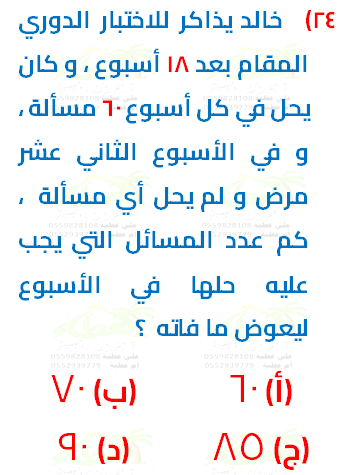 ٢٤) خالد يذاكر للاختبار الدوري
المقام بعد ١٨ أسبوع ، و كان
يحل في كل أسبوع ٦٠ مسألة ،
و في الأسبوع الثاني عشر
مرض و لم يحل أي مسألة ،
كم عدد المسائل التي يجب
عليه حلها في الأسبوع
ليعوض ما فاته ؟
(أ) ٦٠ (ب) ٧٠
(ج) ٨٥ (د) ٩٠